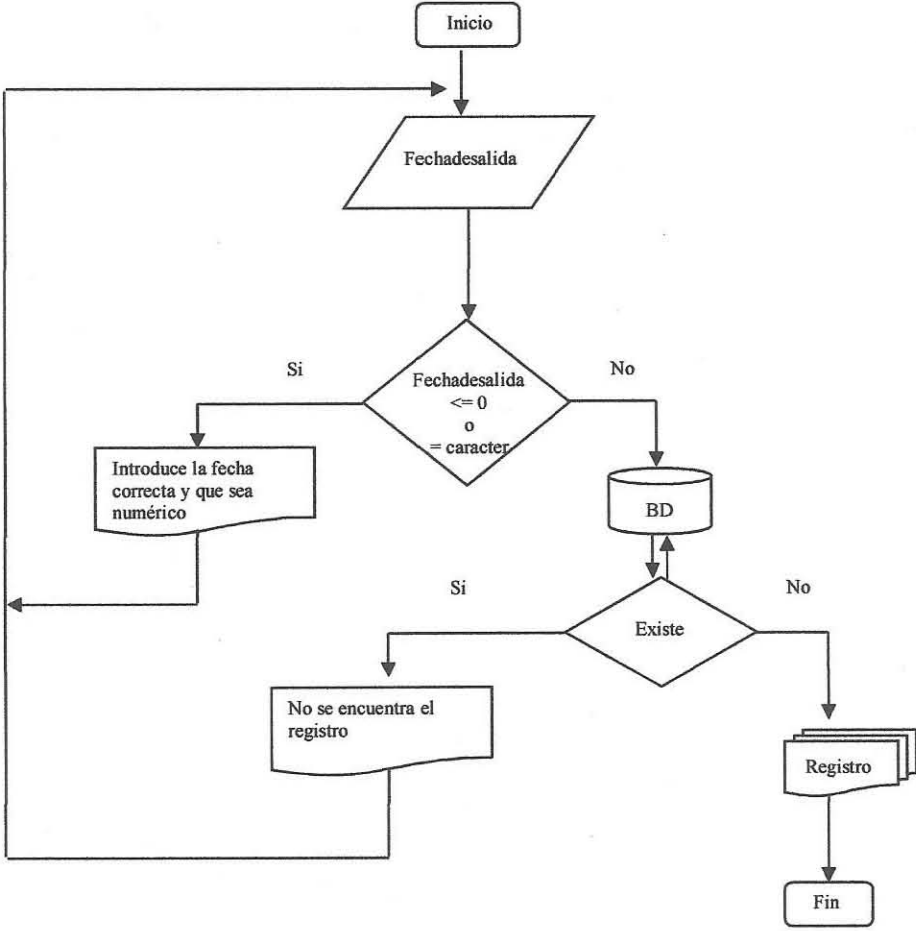 Inicio
Fechadesalida
Si
No
Fechadesalida
<= 0
o
= caracter
Introduce la fecha
correcta y que sea
numérico
BD
Si
No
Existe
No se encuentra el
registro
Registro
Fin